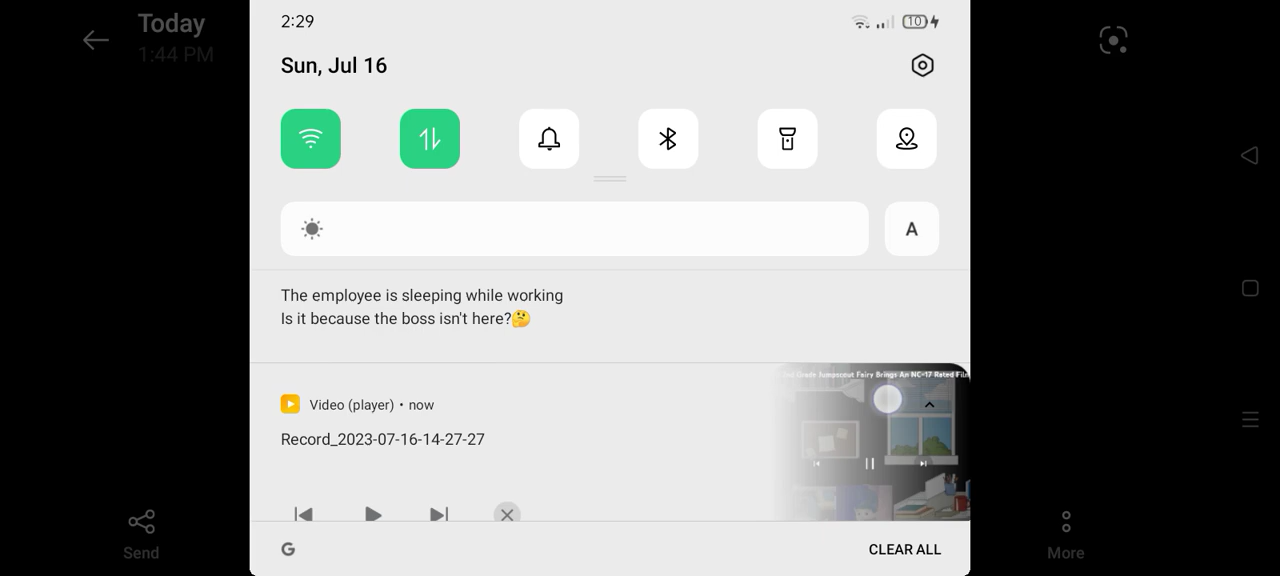 Today
1:44 PM
2:29
10
Sun, Jul 16
A
The employee is sleeping while working
Is it because the boss isn't here?🤔
Video (player) • now
Grade Jumpscout Fairy Brings An NC-17 Rated Film
Record_2023-07-16-14-27-27
Send
G
CLEAR ALL
More